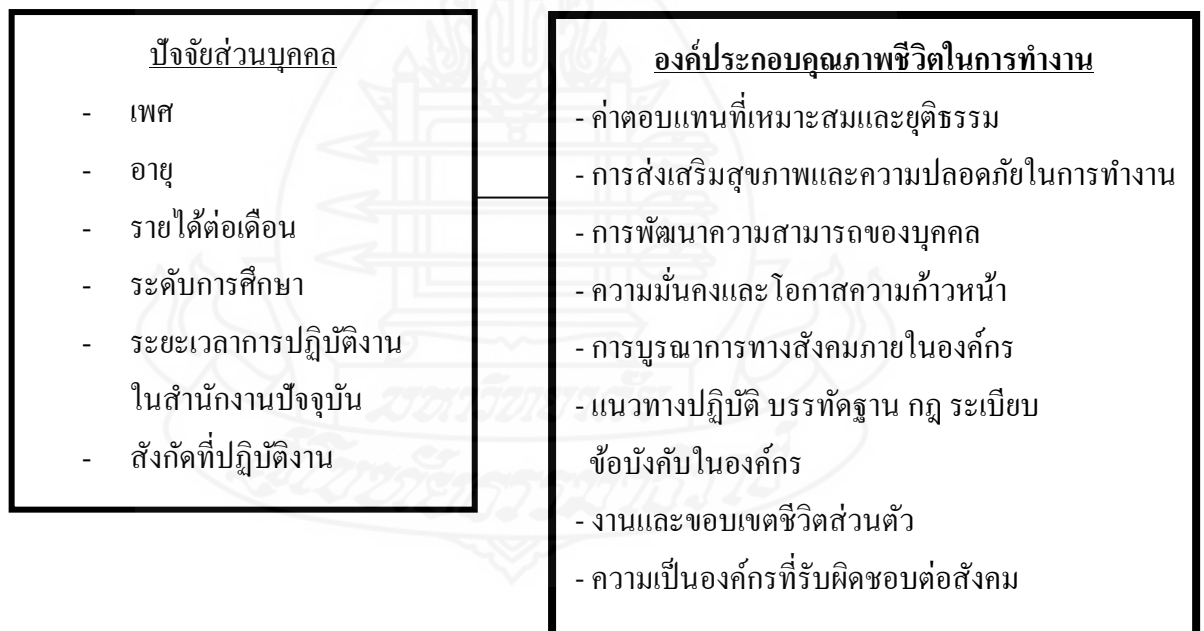 ปัจจัยส่วนบุคคล
- เพศ
- อายุ
- รายได้ต่อเดือน
- ระดับการศึกษา
- ระยะเวลาการปฏิบัติงาน
ในสำนักงานปัจจุบัน
- สังกัดที่ปฏิบัติงาน
องค์ประกอบคุณภาพชีวิตในการทำงาน
- ค่าตอบแทนที่เหมาะสมและยุติธรรม
- การส่งเสริมสุขภาพและความปลอดภัยในการทำงาน
- การพัฒนาความสามารถของบุคคล
- ความมั่นคงและโอกาสความก้าวหน้า
- การบูรณาการทางสังคมภายในองค์กร
- แนวทางปฏิบัติ บรรทัดฐาน กฎ ระเบียบ
ข้อบังคับในองค์กร
- งานและขอบเขตชีวิตส่วนตัว
- ความเป็นองค์กรที่รับผิดชอบต่อสังคม